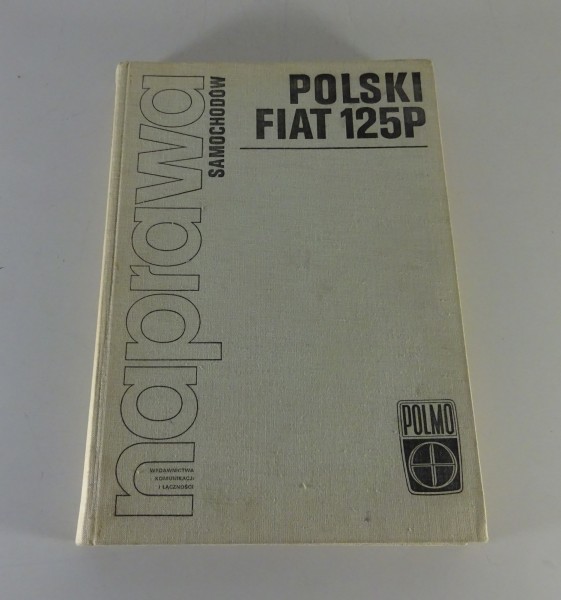 naprawa
SAMOCHODÓW
POLSKI
FIAT 125P
WYDAWNICTWA
KOMUNIKACJI
I ŁĄCZNOŚCI
POLMO